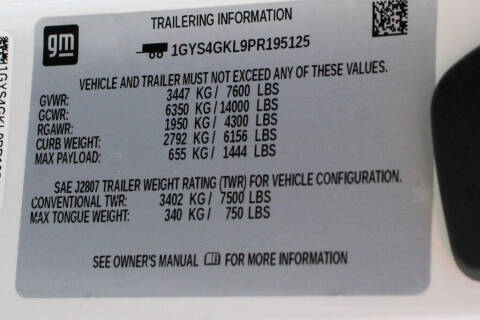 TRAILERING INFORMATION
gm
1GYS4GKL9PR195125
VEHICLE AND TRAILER MUST NOT EXCEED ANY OF THESE VALUES.
GVWR: 3447 KG / 7600 LBS
GCWR: 6350 KG / 14000 LBS
RGAWR: 1950 KG / 4300 LBS
CURB WEIGHT: 2792 KG / 6156 LBS
MAX PAYLOAD: 655 KG / 1444 LBS
SAE J2807 TRAILER WEIGHT RATING (TWR) FOR VEHICLE CONFIGURATION.
CONVENTIONAL TWR: 3402 KG / 7500 LBS
MAX TONGUE WEIGHT: 340 KG / 750 LBS
SEE OWNER'S MANUAL FOR MORE INFORMATION